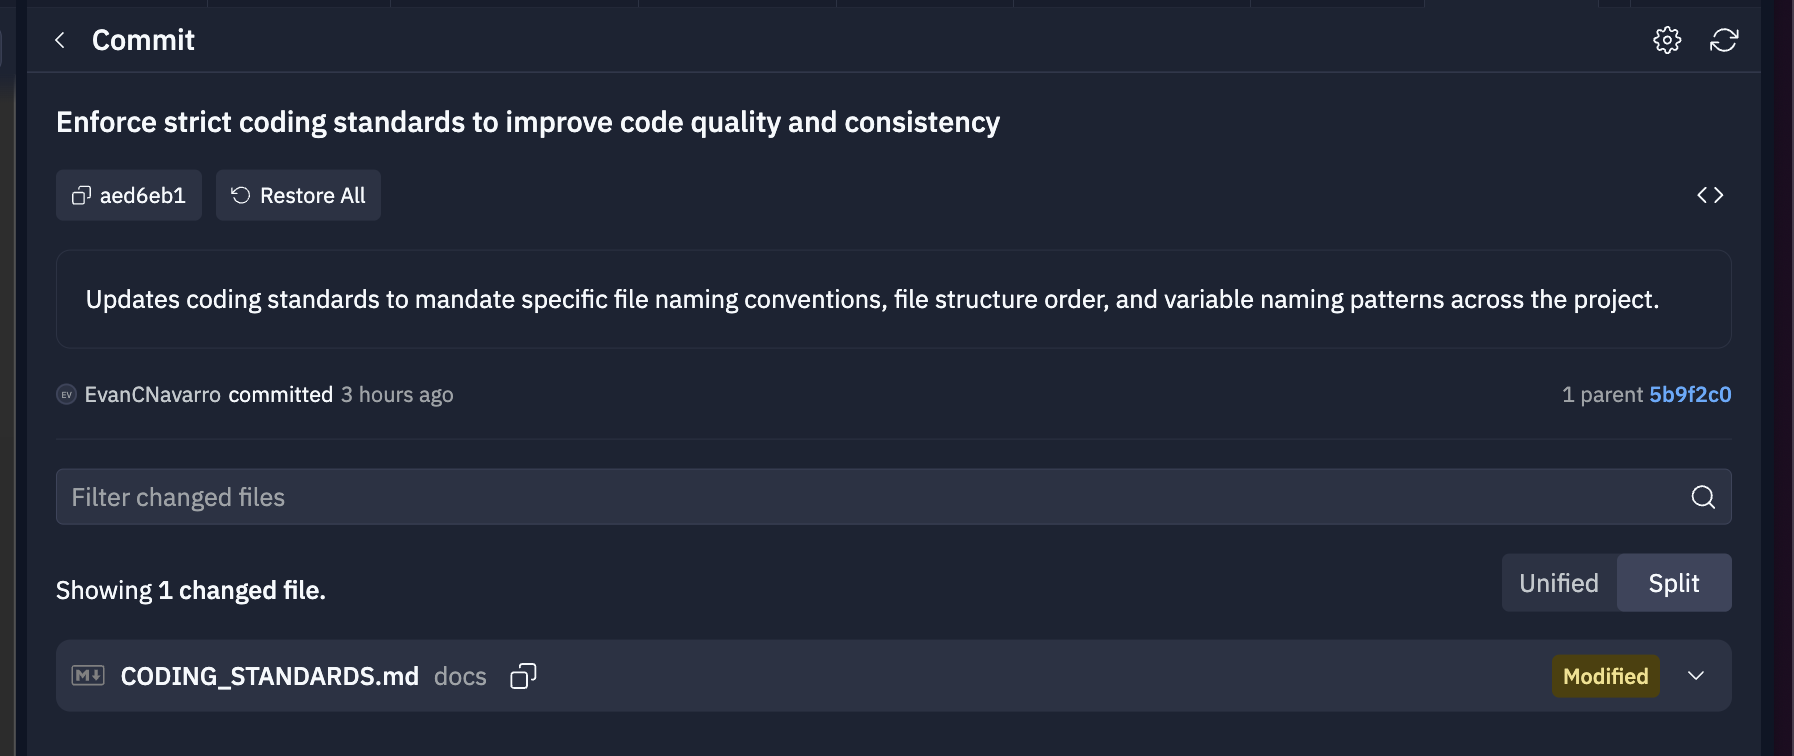 Commit
Enforce strict coding standards to improve code quality and consistency
aed6eb1 Restore All
Updates coding standards to mandate specific file naming conventions, file structure order, and variable naming patterns across the project.
EV EvanCNavarro committed 3 hours ago 1 parent 5b9f2c0
Filter changed files
Showing 1 changed file. Unified Split
M CODING_STANDARDS.md docs Modified